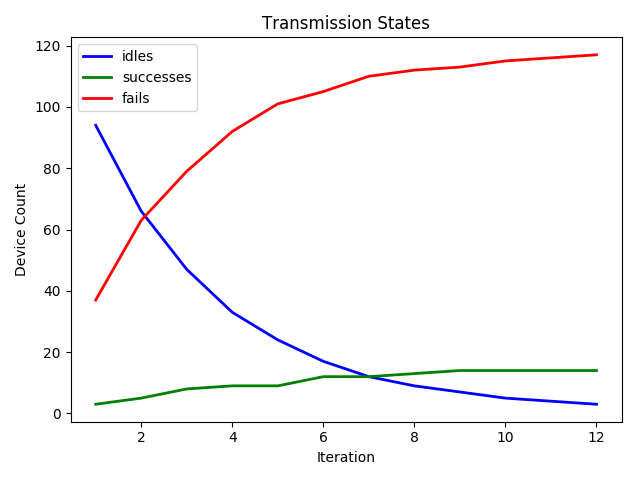 Transmission States
idles
successes
fails
Device Count
120
100
80
60
40
20
0
2 4 6 8 10 12
Iteration